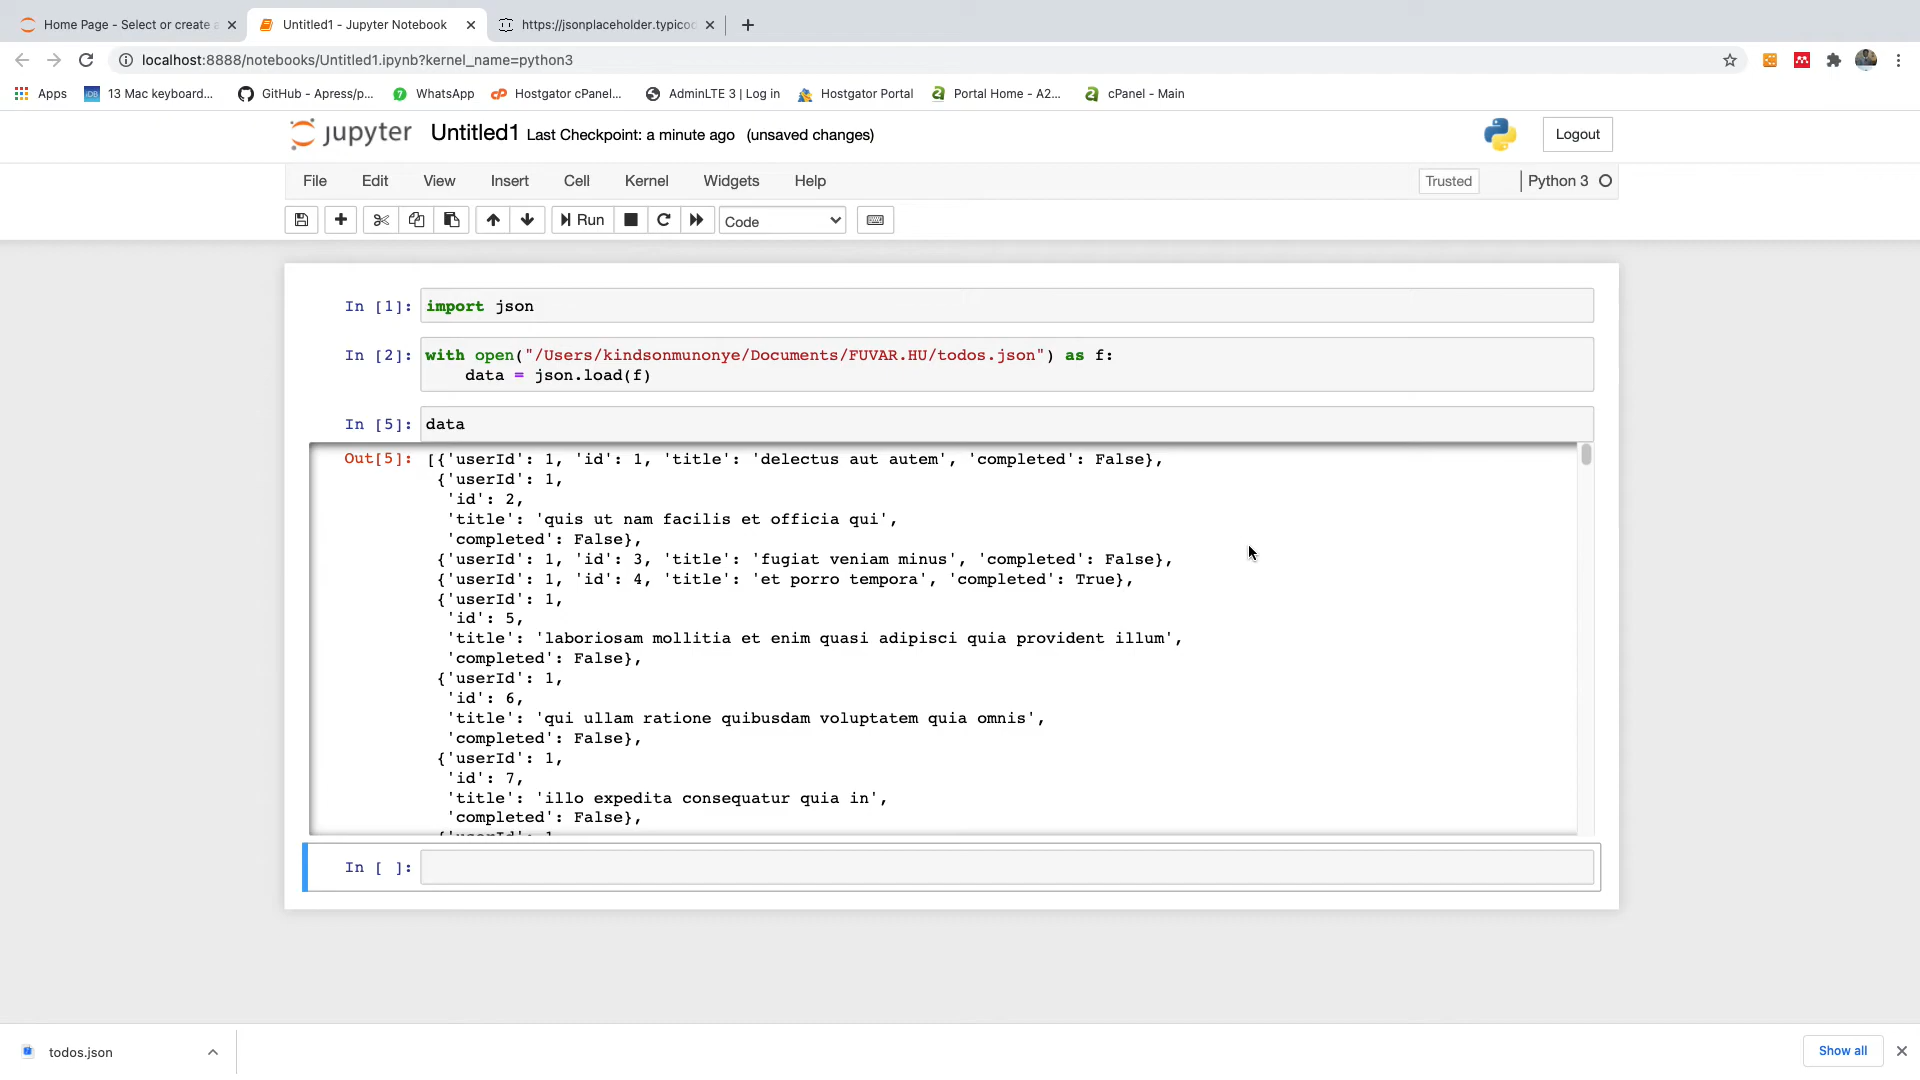 Home Page - Select or create a
Untitled1 - Jupyter Notebook
https://jsonplaceholder.typicod
localhost:8888/notebooks/Untitled1.ipynb?kernel_name=python3
Apps
13 Mac keyboard...
GitHub - Apress/p...
WhatsApp
Hostgator cPanel...
AdminLTE 3 | Log in
Hostgator Portal
Portal Home - A2...
cPanel - Main
jupyter Untitled1 Last Checkpoint: a minute ago (unsaved changes)
Logout
File Edit View Insert Cell Kernel Widgets Help
Trusted
Python 3
Run
Code
In [1]: import json
In [2]: with open("/Users/kindsonmunonye/Documents/FUVAR.HU/todos.json") as f:
data = json.load(f)
In [5]: data
Out[5]: [{'userId': 1, 'id': 1, 'title': 'delectus aut autem', 'completed': False},
{'userId': 1,
'id': 2,
'title': 'quis ut nam facilis et officia qui',
'completed': False},
{'userId': 1, 'id': 3, 'title': 'fugiat veniam minus', 'completed': False},
{'userId': 1, 'id': 4, 'title': 'et porro tempora', 'completed': True},
{'userId': 1,
'id': 5,
'title': 'laboriosam mollitia et enim quasi adipisci quia provident illum',
'completed': False},
{'userId': 1,
'id': 6,
'title': 'qui ullam ratione quibusdam voluptatem quia omnis',
'completed': False},
{'userId': 1,
'id': 7,
'title': 'illo expedita consequatur quia in',
'completed': False},
In [ ]:
todos.json
Show all